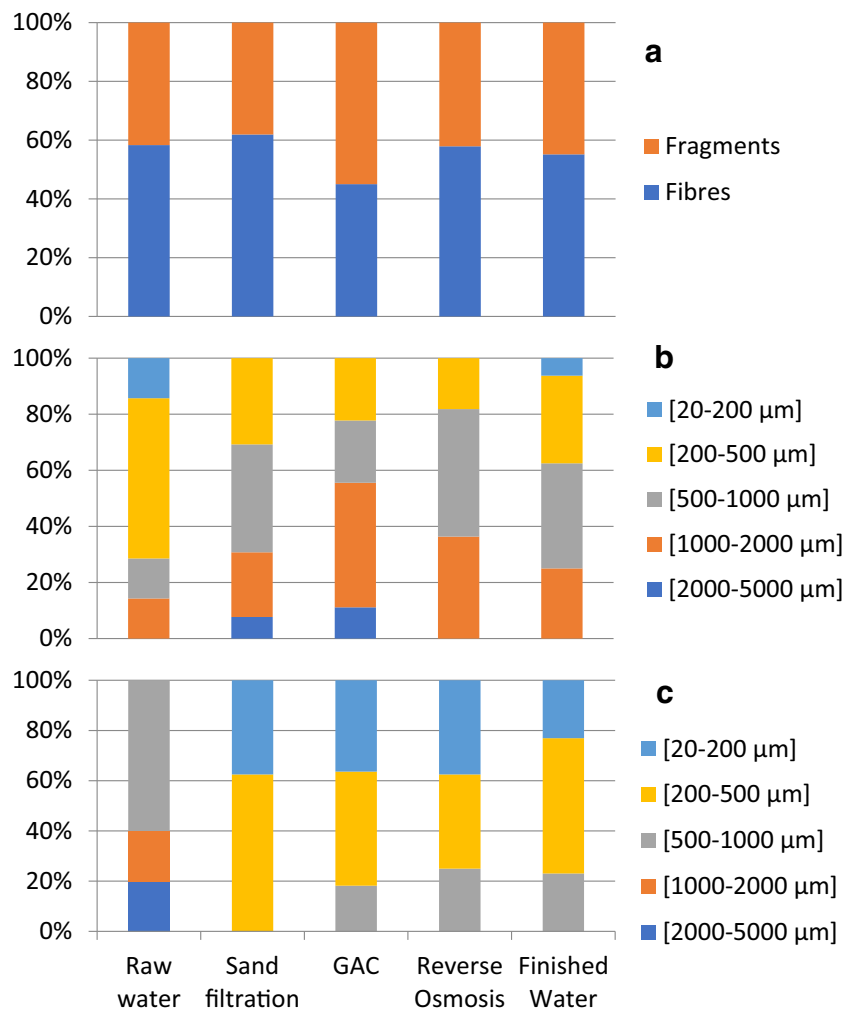 100%
80%
60%
40%
20%
0%
a
Fragments
Fibres
100%
80%
60%
40%
20%
0%
b
[20-200 µm]
[200-500 µm]
[500-1000 µm]
[1000-2000 µm]
[2000-5000 µm]
100%
80%
60%
40%
20%
0%
c
[20-200 µm]
[200-500 µm]
[500-1000 µm]
[1000-2000 µm]
[2000-5000 µm]
Raw water
Sand filtration
GAC
Reverse Osmosis
Finished Water